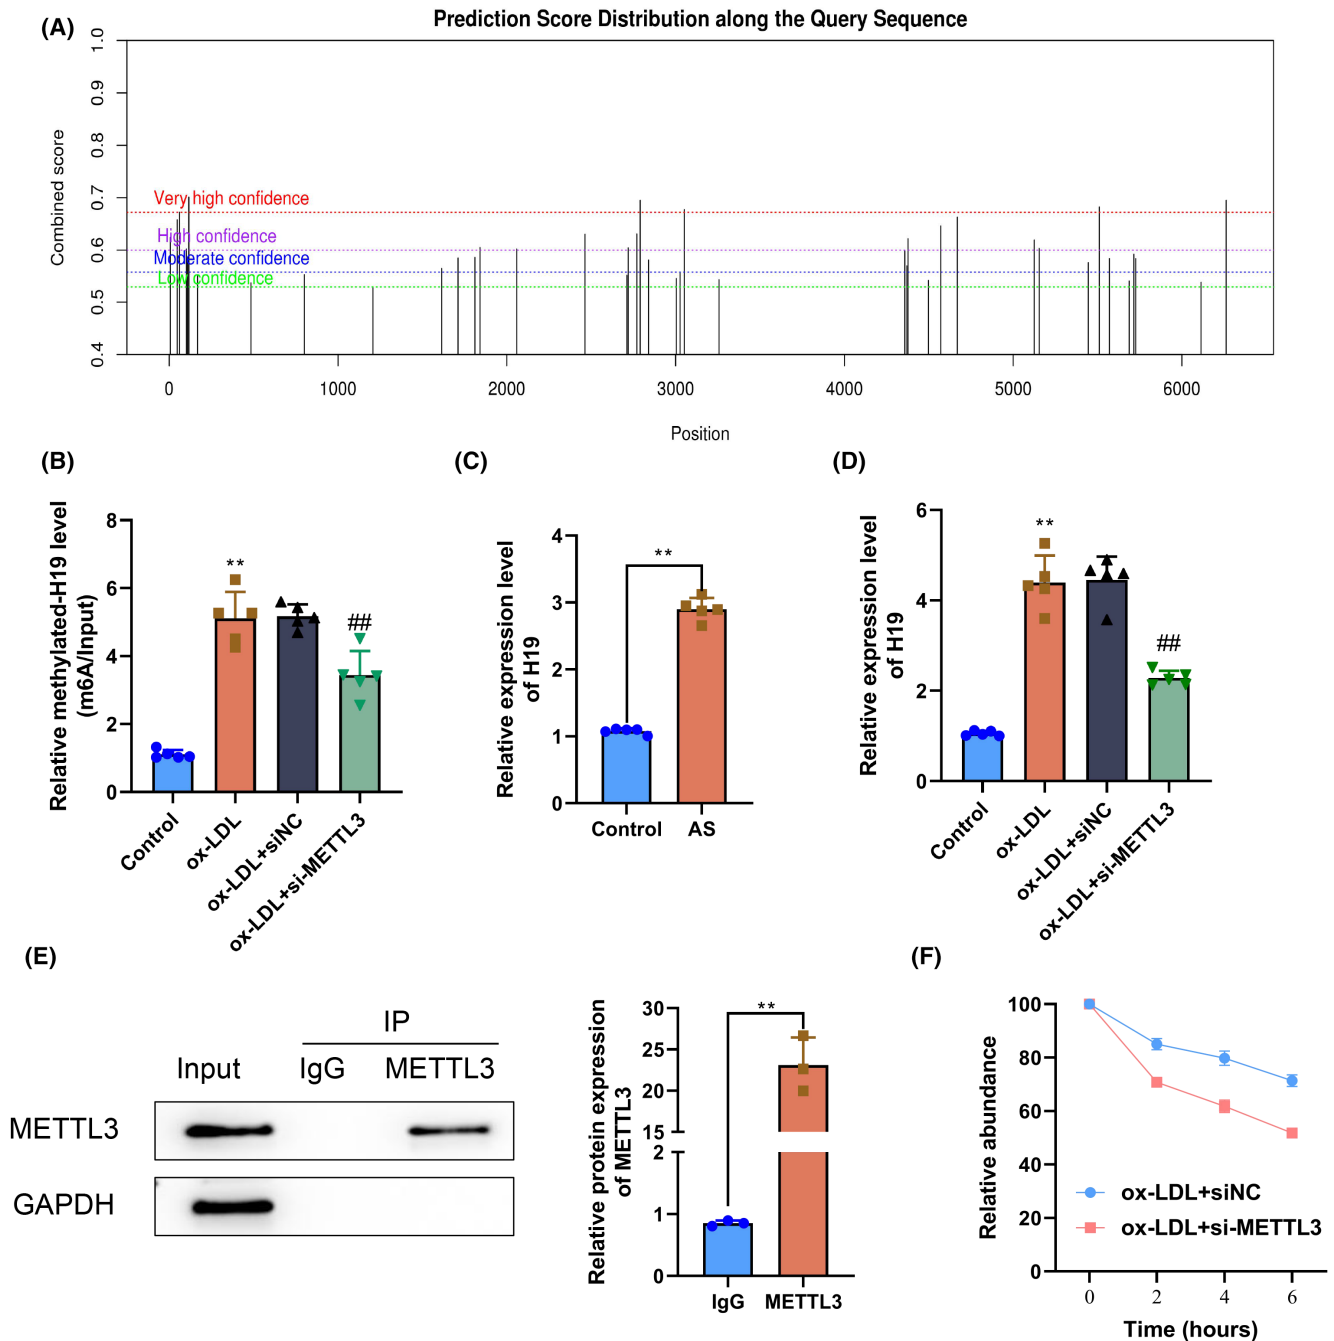 (A)
Prediction Score Distribution along the Query Sequence
Combined score
1.0
0.9
0.8
0.7
0.6
0.5
0.4
Very high confidence
High confidence
Moderate confidence
Low confidence
0 1000 2000 3000 4000 5000 6000
Position
(B)
Relative methylated-H19 level
(m6A/Input)
8
6
4
2
0
**
##
Control
ox-LDL
ox-LDL+siNC
ox-LDL+si-METTL3
(C)
Relative expression level
of H19
4
3
2
1
0
**
Control AS
(D)
Relative expression level
of H19
6
4
2
0
**
##
Control
ox-LDL
ox-LDL+siNC
ox-LDL+si-METTL3
(E)
IP
Input IgG METTL3
METTL3
GAPDH
Relative protein expression
of METTL3
30
25
20
15
2
1
0
**
IgG METTL3
(F)
Relative abundance
100
80
60
40
20
0
ox-LDL+siNC
ox-LDL+si-METTL3
0 2 4 6
Time (hours)